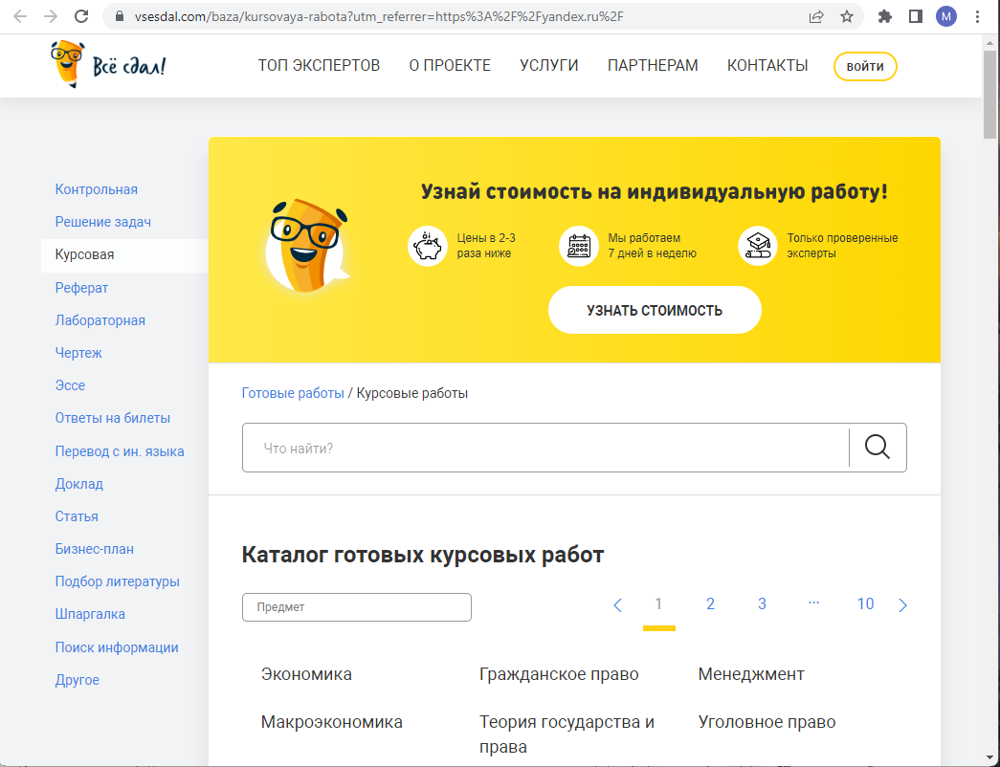 vsesdal.com/baza/kursovaya-rabota?utm_referrer=https%3A%2F%2Fyandex.ru%2F
M
Всё сдал!
ТОП ЭКСПЕРТОВ
О ПРОЕКТЕ
УСЛУГИ
ПАРТНЕРАМ
КОНТАКТЫ
ВОЙТИ
Контрольная
Решение задач
Курсовая
Реферат
Лабораторная
Чертеж
Эссе
Ответы на билеты
Перевод с ин. языка
Доклад
Статья
Бизнес-план
Подбор литературы
Шпаргалка
Поиск информации
Другое
Узнай стоимость на индивидуальную работу!
Цены в 2-3
раза ниже
Мы работаем
7 дней в неделю
Только проверенные
эксперты
УЗНАТЬ СТОИМОСТЬ
Готовые работы / Курсовые работы
Что найти?
Каталог готовых курсовых работ
Предмет
1 2 3 ... 10
Экономика
Гражданское право
Менеджмент
Макроэкономика
Теория государства и
права
Уголовное право